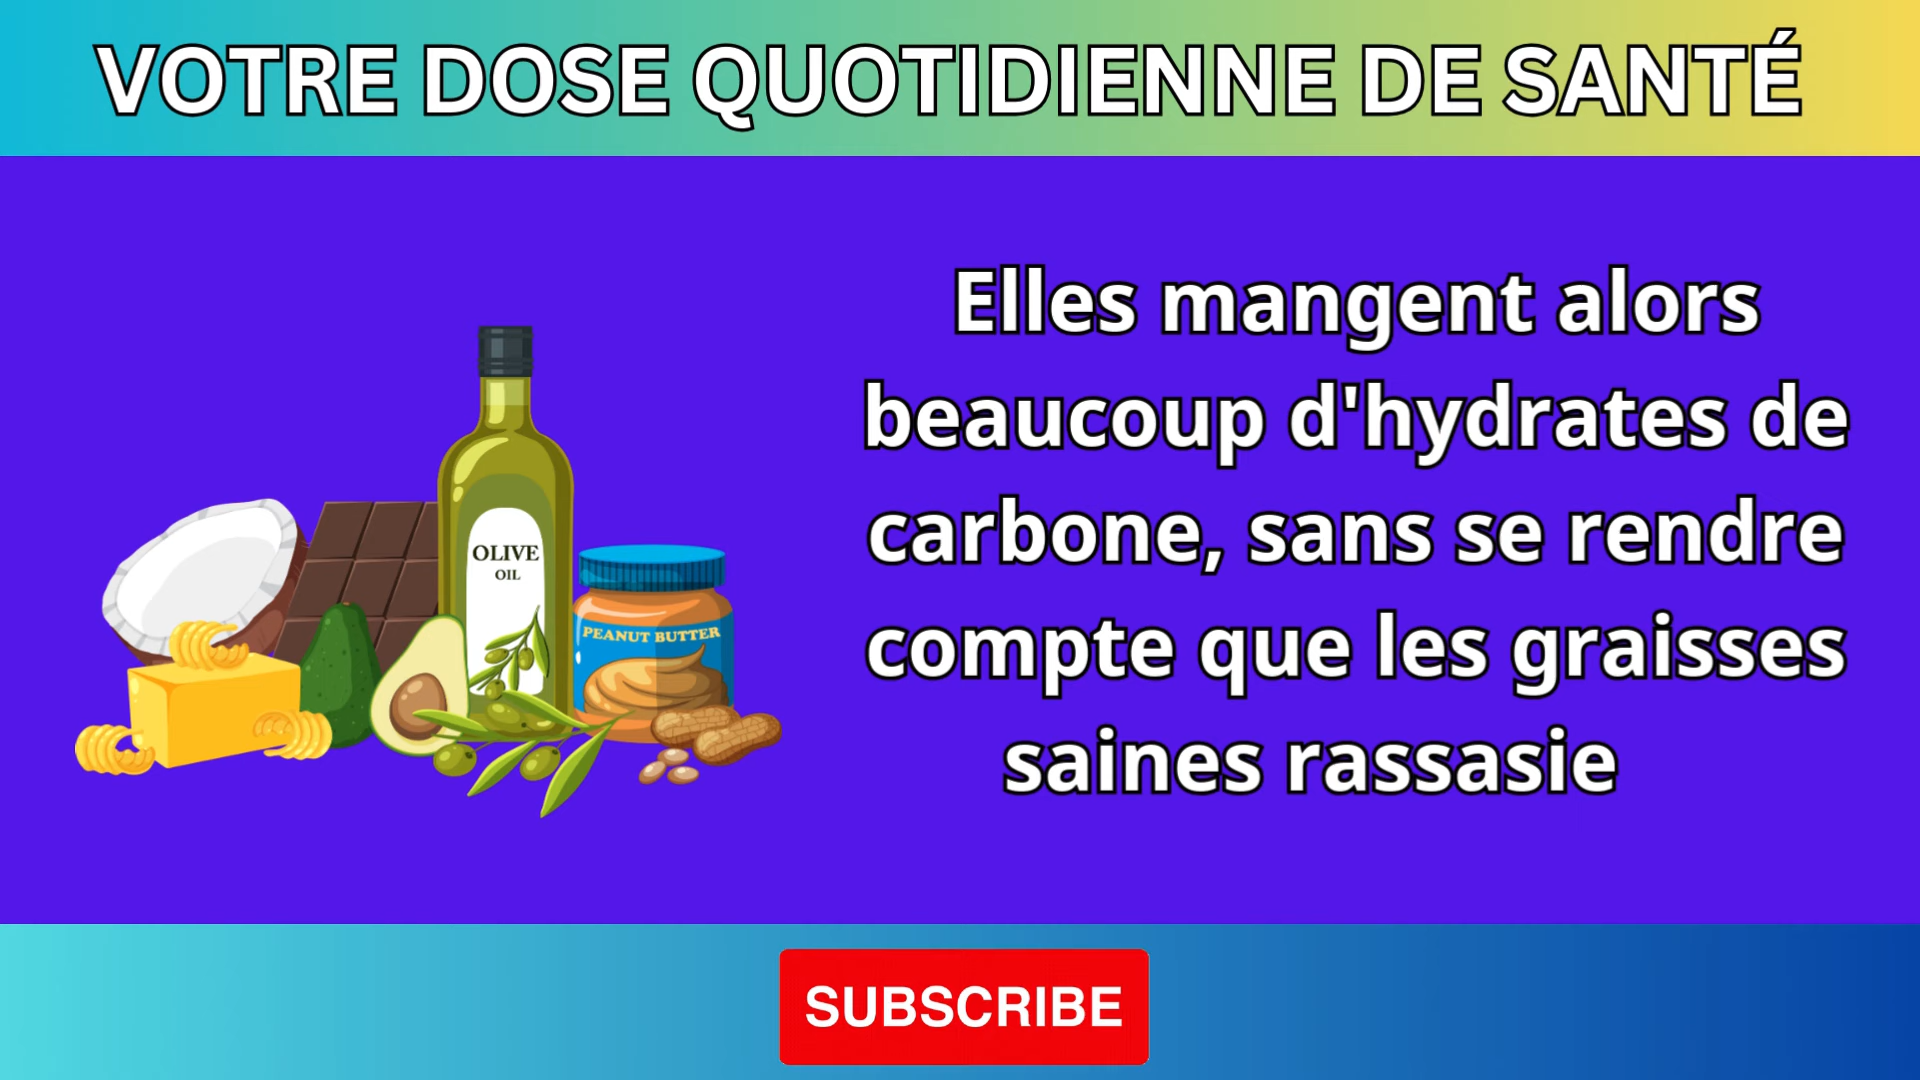 VOTRE DOSE QUOTIDIENNE DE SANTÉ
Elles mangent alors
beaucoup d'hydrates de
carbone, sans se rendre
compte que les graisses
saines rassasie
OLIVE
OIL
PEANUT BUTTER
SUBSCRIBE